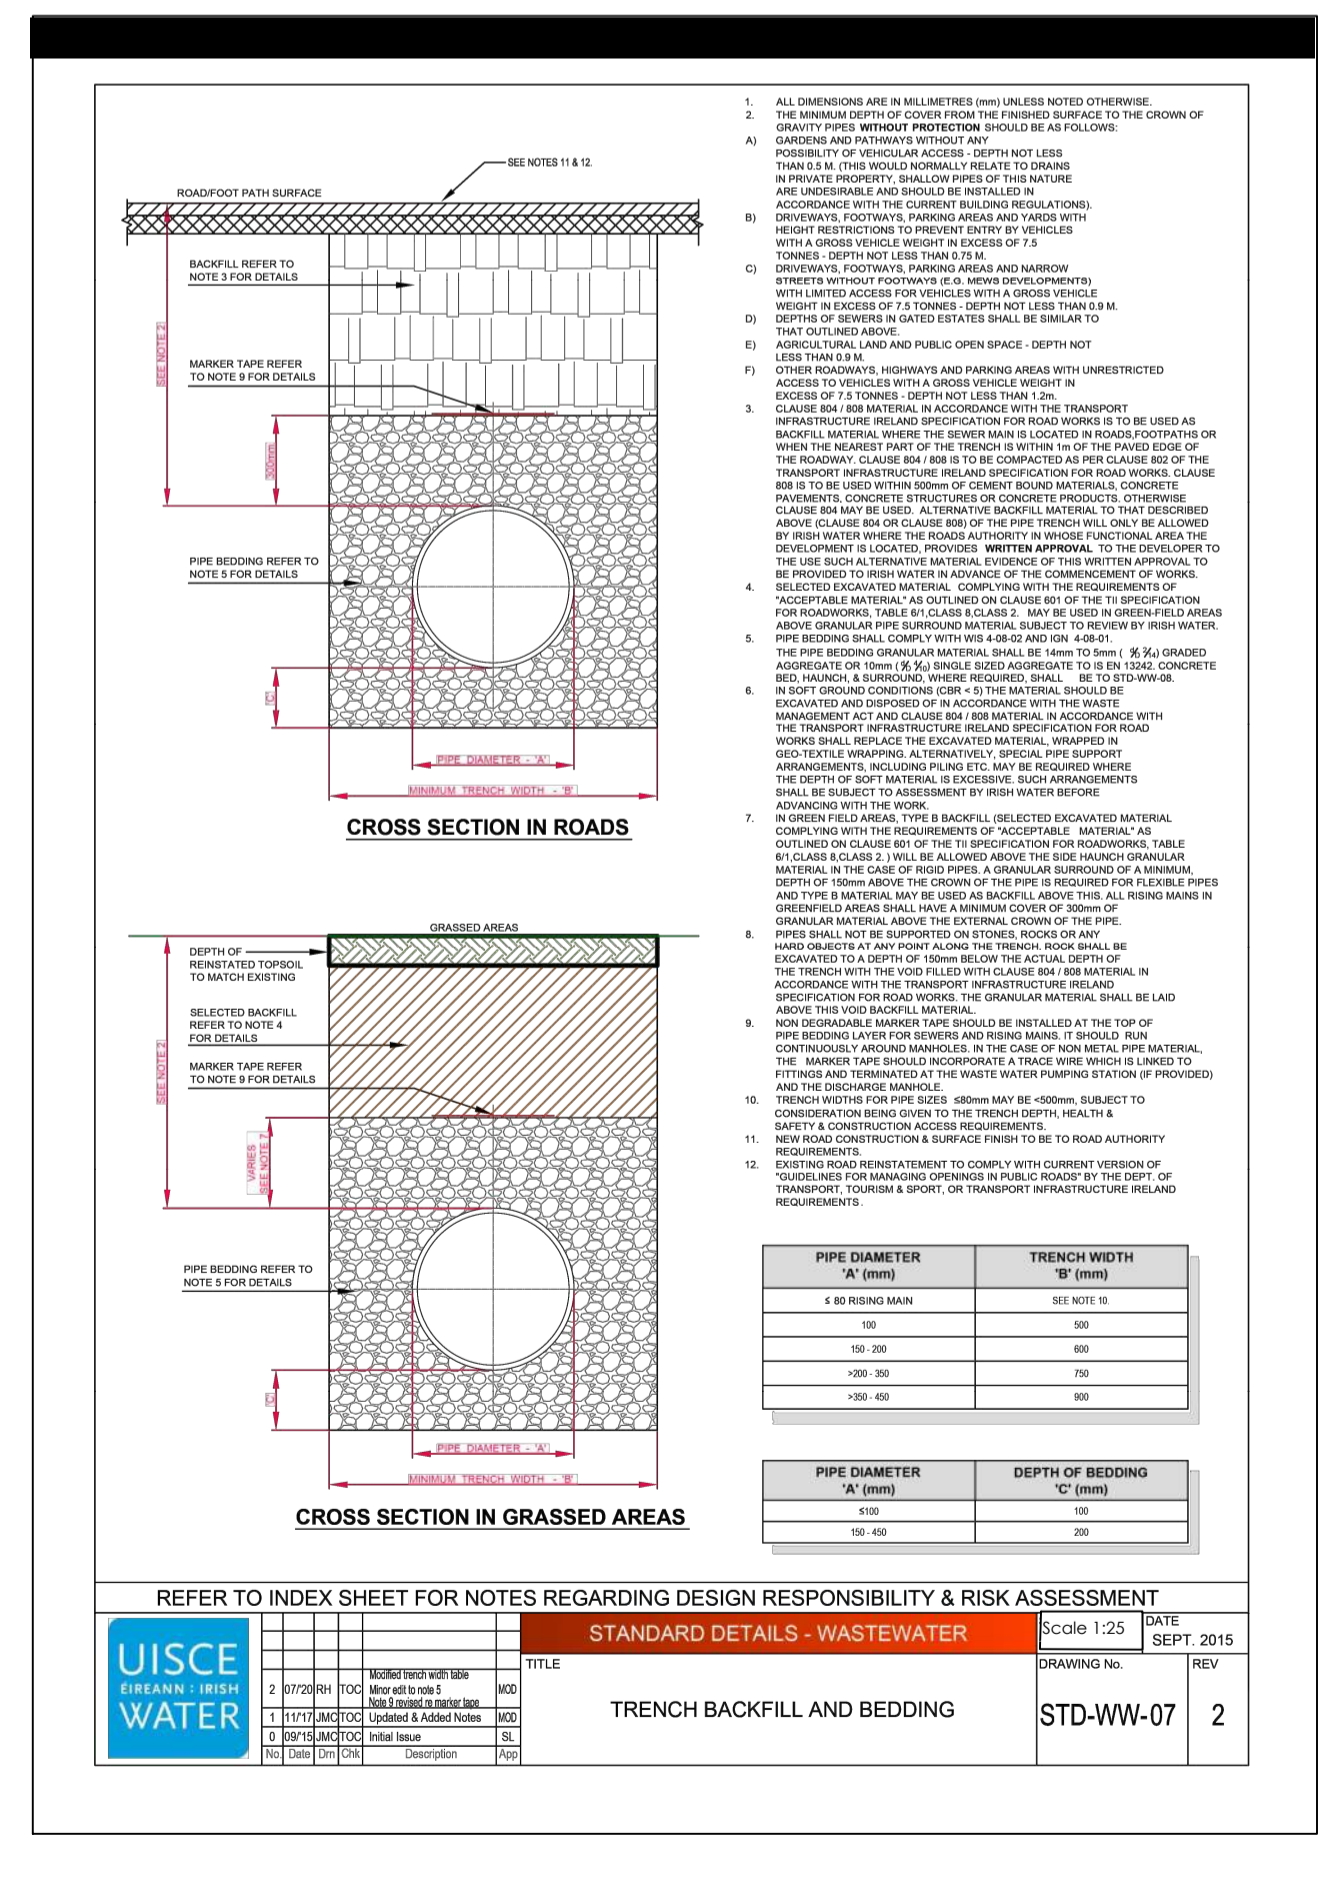 SEE NOTES 11 & 12.
ROAD/FOOT PATH SURFACE
BACKFILL REFER TO
NOTE 3 FOR DETAILS
SEE NOTE 2
MARKER TAPE REFER
TO NOTE 9 FOR DETAILS
300mm
PIPE BEDDING REFER TO
NOTE 5 FOR DETAILS
'C'
PIPE DIAMETER - 'A'
MINIMUM TRENCH WIDTH - 'B'
CROSS SECTION IN ROADS
GRASSED AREAS
DEPTH OF
REINSTATED TOPSOIL
TO MATCH EXISTING
SELECTED BACKFILL
REFER TO NOTE 4
FOR DETAILS
SEE NOTE 2
MARKER TAPE REFER
TO NOTE 9 FOR DETAILS
VARIES
SEE NOTE 7
PIPE BEDDING REFER TO
NOTE 5 FOR DETAILS
'C'
PIPE DIAMETER - 'A'
MINIMUM TRENCH WIDTH - 'B'
CROSS SECTION IN GRASSED AREAS
1. ALL DIMENSIONS ARE IN MILLIMETRES (mm) UNLESS NOTED OTHERWISE.
2. THE MINIMUM DEPTH OF COVER FROM THE FINISHED SURFACE TO THE CROWN OF
GRAVITY PIPES WITHOUT PROTECTION SHOULD BE AS FOLLOWS:
A) GARDENS AND PATHWAYS WITHOUT ANY
POSSIBILITY OF VEHICULAR ACCESS - DEPTH NOT LESS
THAN 0.5 M. (THIS WOULD NORMALLY RELATE TO DRAINS
IN PRIVATE PROPERTY, SHALLOW PIPES OF THIS NATURE
ARE UNDESIRABLE AND SHOULD BE INSTALLED IN
ACCORDANCE WITH THE CURRENT BUILDING REGULATIONS).
B) DRIVEWAYS, FOOTWAYS, PARKING AREAS AND YARDS WITH
HEIGHT RESTRICTIONS TO PREVENT ENTRY BY VEHICLES
WITH A GROSS VEHICLE WEIGHT IN EXCESS OF 7.5
TONNES - DEPTH NOT LESS THAN 0.75 M.
C) DRIVEWAYS, FOOTWAYS, PARKING AREAS AND NARROW
STREETS WITHOUT FOOTWAYS (E.G. MEWS DEVELOPMENTS)
WITH LIMITED ACCESS FOR VEHICLES WITH A GROSS VEHICLE
WEIGHT IN EXCESS OF 7.5 TONNES - DEPTH NOT LESS THAN 0.9 M.
D) DEPTHS OF SEWERS IN GATED ESTATES SHALL BE SIMILAR TO
THAT OUTLINED ABOVE.
E) AGRICULTURAL LAND AND PUBLIC OPEN SPACE - DEPTH NOT
LESS THAN 0.9 M.
F) OTHER ROADWAYS, HIGHWAYS AND PARKING AREAS WITH UNRESTRICTED
ACCESS TO VEHICLES WITH A GROSS VEHICLE WEIGHT IN
EXCESS OF 7.5 TONNES - DEPTH NOT LESS THAN 1.2m.
3. CLAUSE 804 / 808 MATERIAL IN ACCORDANCE WITH THE TRANSPORT
INFRASTRUCTURE IRELAND SPECIFICATION FOR ROAD WORKS IS TO BE USED AS
BACKFILL MATERIAL WHERE THE SEWER MAIN IS LOCATED IN ROADS,FOOTPATHS OR
WHEN THE NEAREST PART OF THE TRENCH IS WITHIN 1m OF THE PAVED EDGE OF
THE ROADWAY. CLAUSE 804 / 808 IS TO BE COMPACTED AS PER CLAUSE 802 OF THE
TRANSPORT INFRASTRUCTURE IRELAND SPECIFICATION FOR ROAD WORKS. CLAUSE
808 IS TO BE USED WITHIN 500mm OF CEMENT BOUND MATERIALS, CONCRETE
PAVEMENTS, CONCRETE STRUCTURES OR CONCRETE PRODUCTS. OTHERWISE
CLAUSE 804 MAY BE USED. ALTERNATIVE BACKFILL MATERIAL TO THAT DESCRIBED
ABOVE (CLAUSE 804 OR CLAUSE 808) OF THE PIPE TRENCH WILL ONLY BE ALLOWED
BY IRISH WATER WHERE THE ROADS AUTHORITY IN WHOSE FUNCTIONAL AREA THE
DEVELOPMENT IS LOCATED, PROVIDES WRITTEN APPROVAL TO THE DEVELOPER TO
THE USE SUCH ALTERNATIVE MATERIAL EVIDENCE OF THIS WRITTEN APPROVAL TO
BE PROVIDED TO IRISH WATER IN ADVANCE OF THE COMMENCEMENT OF WORKS.
4. SELECTED EXCAVATED MATERIAL COMPLYING WITH THE REQUIREMENTS OF
"ACCEPTABLE MATERIAL" AS OUTLINED ON CLAUSE 601 OF THE TII SPECIFICATION
FOR ROADWORKS, TABLE 6/1,CLASS 8,CLASS 2. MAY BE USED IN GREEN-FIELD AREAS
ABOVE GRANULAR PIPE SURROUND MATERIAL SUBJECT TO REVIEW BY IRISH WATER.
5. PIPE BEDDING SHALL COMPLY WITH WIS 4-08-02 AND IGN 4-08-01.
THE PIPE BEDDING GRANULAR MATERIAL SHALL BE 14mm TO 5mm ( ) GRADED
AGGREGATE OR 10mm ( ) SINGLE SIZED AGGREGATE TO IS EN 13242. CONCRETE
BED, HAUNCH, & SURROUND, WHERE REQUIRED, SHALL BE TO STD-WW-08.
6. IN SOFT GROUND CONDITIONS (CBR < 5) THE MATERIAL SHOULD BE
EXCAVATED AND DISPOSED OF IN ACCORDANCE WITH THE WASTE
MANAGEMENT ACT AND CLAUSE 804 / 808 MATERIAL IN ACCORDANCE WITH
THE TRANSPORT INFRASTRUCTURE IRELAND SPECIFICATION FOR ROAD
WORKS SHALL REPLACE THE EXCAVATED MATERIAL, WRAPPED IN
GEO-TEXTILE WRAPPING. ALTERNATIVELY, SPECIAL PIPE SUPPORT
ARRANGEMENTS, INCLUDING PILING ETC. MAY BE REQUIRED WHERE
THE DEPTH OF SOFT MATERIAL IS EXCESSIVE. SUCH ARRANGEMENTS
SHALL BE SUBJECT TO ASSESSMENT BY IRISH WATER BEFORE
ADVANCING WITH THE WORK.
7. IN GREEN FIELD AREAS, TYPE B BACKFILL (SELECTED EXCAVATED MATERIAL
COMPLYING WITH THE REQUIREMENTS OF "ACCEPTABLE MATERIAL" AS
OUTLINED ON CLAUSE 601 OF THE TII SPECIFICATION FOR ROADWORKS, TABLE
6/1,CLASS 8,CLASS 2. ) WILL BE ALLOWED ABOVE THE SIDE HAUNCH GRANULAR
MATERIAL IN THE CASE OF RIGID PIPES. A GRANULAR SURROUND OF A MINIMUM,
DEPTH OF 150mm ABOVE THE CROWN OF THE PIPE IS REQUIRED FOR FLEXIBLE PIPES
AND TYPE B MATERIAL MAY BE USED AS BACKFILL ABOVE THIS. ALL RISING MAINS IN
GREENFIELD AREAS SHALL HAVE A MINIMUM COVER OF 300mm OF
GRANULAR MATERIAL ABOVE THE EXTERNAL CROWN OF THE PIPE.
8. PIPES SHALL NOT BE SUPPORTED ON STONES, ROCKS OR ANY
HARD OBJECTS AT ANY POINT ALONG THE TRENCH. ROCK SHALL BE
EXCAVATED TO A DEPTH OF 150mm BELOW THE ACTUAL DEPTH OF
THE TRENCH WITH THE VOID FILLED WITH CLAUSE 804 / 808 MATERIAL IN
ACCORDANCE WITH THE TRANSPORT INFRASTRUCTURE IRELAND
SPECIFICATION FOR ROAD WORKS. THE GRANULAR MATERIAL SHALL BE LAID
ABOVE THIS VOID BACKFILL MATERIAL.
9. NON DEGRADABLE MARKER TAPE SHOULD BE INSTALLED AT THE TOP OF
PIPE BEDDING LAYER FOR SEWERS AND RISING MAINS. IT SHOULD RUN
CONTINUOUSLY AROUND MANHOLES. IN THE CASE OF NON METAL PIPE MATERIAL,
THE MARKER TAPE SHOULD INCORPORATE A TRACE WIRE WHICH IS LINKED TO
FITTINGS AND TERMINATED AT THE WASTE WATER PUMPING STATION (IF PROVIDED)
AND THE DISCHARGE MANHOLE.
10. TRENCH WIDTHS FOR PIPE SIZES ≤80mm MAY BE <500mm, SUBJECT TO
CONSIDERATION BEING GIVEN TO THE TRENCH DEPTH, HEALTH &
SAFETY & CONSTRUCTION ACCESS REQUIREMENTS.
11. NEW ROAD CONSTRUCTION & SURFACE FINISH TO BE TO ROAD AUTHORITY
REQUIREMENTS.
12. EXISTING ROAD REINSTATEMENT TO COMPLY WITH CURRENT VERSION OF
"GUIDELINES FOR MANAGING OPENINGS IN PUBLIC ROADS" BY THE DEPT. OF
TRANSPORT, TOURISM & SPORT, OR TRANSPORT INFRASTRUCTURE IRELAND
REQUIREMENTS.
PIPE DIAMETER TRENCH WIDTH
'A' (mm) 'B' (mm)
≤ 80 RISING MAIN SEE NOTE 10.
100 500
150 - 200 600
>200 - 350 750
>350 - 450 900
PIPE DIAMETER DEPTH OF BEDDING
'A' (mm) 'C' (mm)
≤100 100
150 - 450 200
REFER TO INDEX SHEET FOR NOTES REGARDING DESIGN RESPONSIBILITY & RISK ASSESSMENT
UISCE
ÉIREANN : IRISH
WATER
2 07/'20 RH TOC Modified trench width table
Minor edit to note 5
Note 9 revised re marker tape MOD
1 11/'17 JMC TOC Updated & Added Notes MOD
0 09/'15 JMC TOC Initial Issue SL
No. Date Drn Chk Description App
STANDARD DETAILS - WASTEWATER
TITLE
TRENCH BACKFILL AND BEDDING
Scale 1:25
DATE
SEPT. 2015
DRAWING No.
STD-WW-07
REV
2